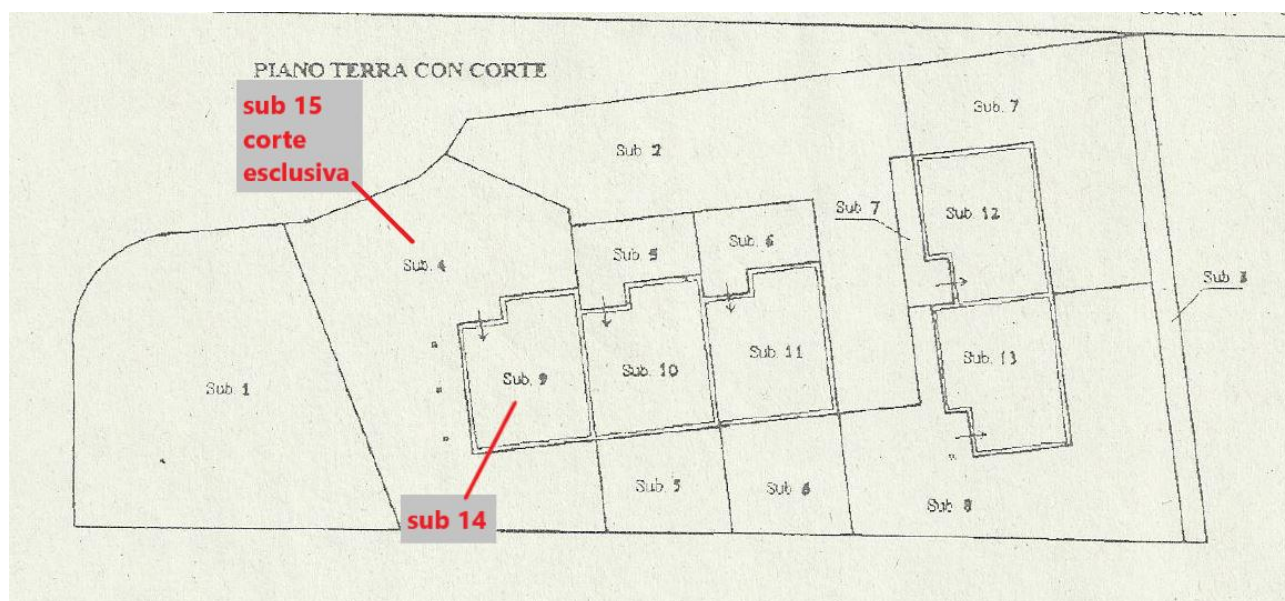 PIANO TERRA CON CORTE
sub 15
corte
esclusiva
Sub. 7
Sub 2
Sub 7
Sub. 12
Sub. 5
Sub. 6
Sub. 4
Sub. 3
Sub. 9
Sub. 10
Sub. 11
Sub. 13
Sub. 1
Sub. 5
Sub 6
Sub 8
sub 14